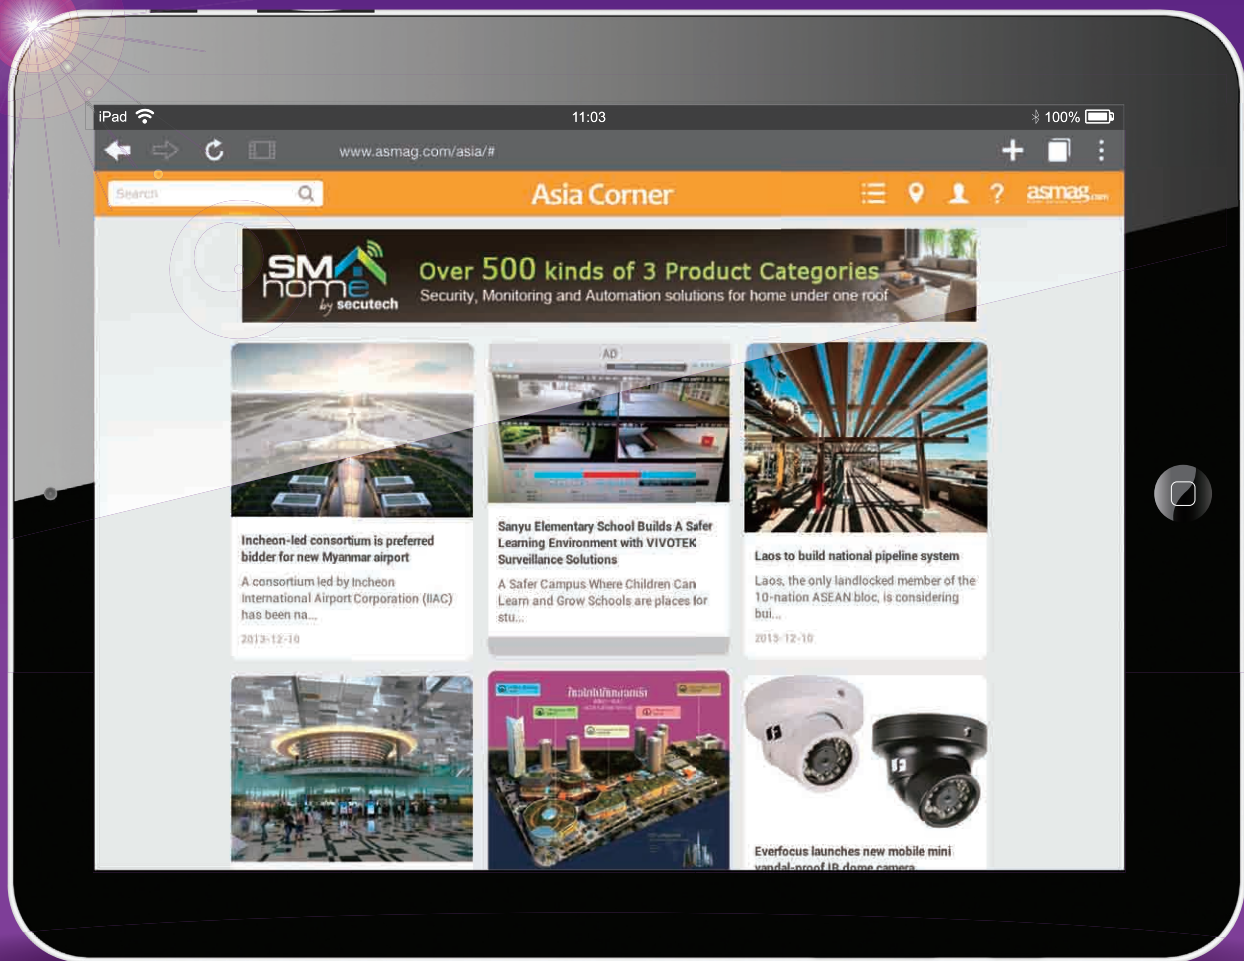 iPad
11:03
100%
www.asmag.com/asia/#
Search
Asia Corner
?
asmag.com
SM
home
by secutech
Over 500 kinds of 3 Product Categories
Security, Monitoring and Automation solutions for home under one roof
Incheon-led consortium is preferred
bidder for new Myanmar airport
A consortium led by Incheon
International Airport Corporation (IIAC)
has been na...
2013-12-10
AD
Sanyu Elementary School Builds A Safer
Learning Environment with VIVOTEK
Surveillance Solutions
A Safer Campus Where Children Can
Learn and Grow Schools are places for
stu...
Laos to build national pipeline system
Laos, the only landlocked member of the
10-nation ASEAN bloc, is considering
bui...
2013-12-10
Everfocus launches new mobile mini
vandal-proof IR dome camera